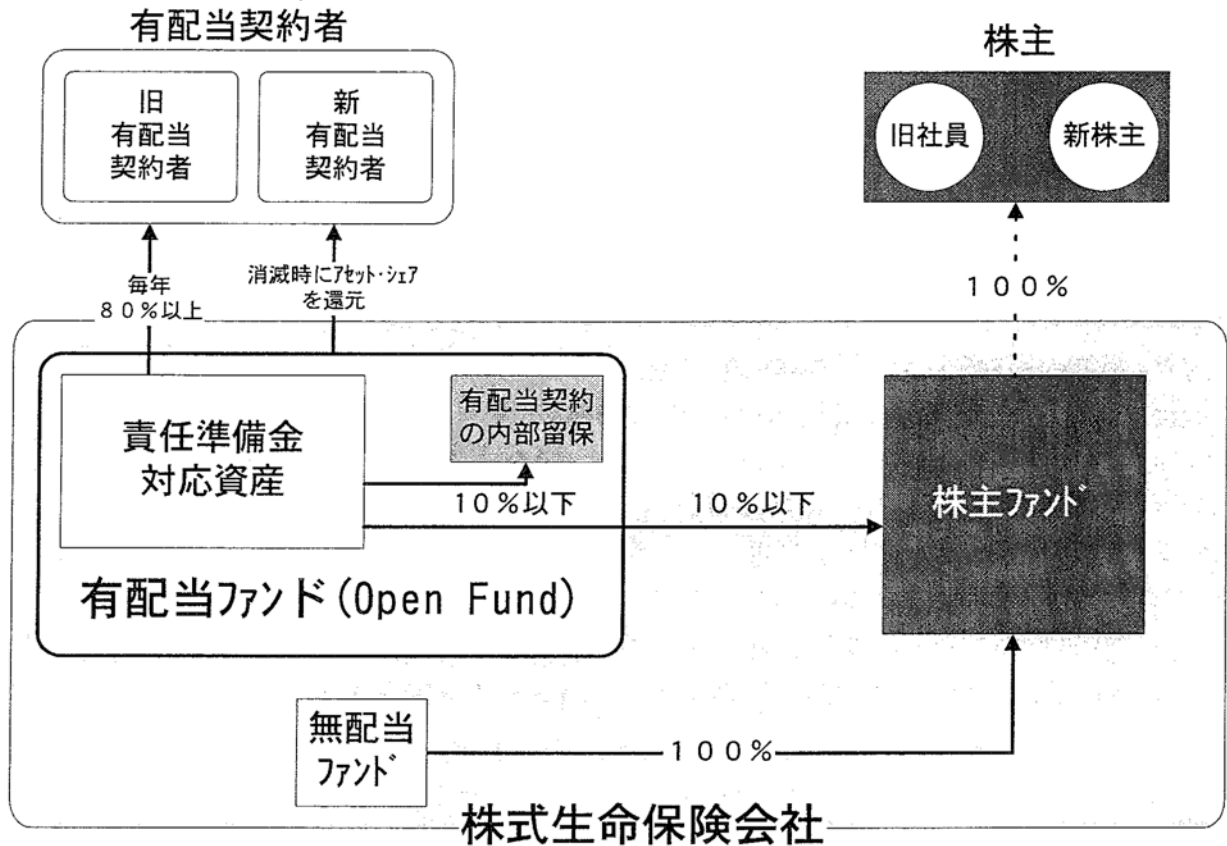 有配当契約者
旧
有配当
契約者
新
有配当
契約者
株主
旧社員
新株主
毎年
80%以上
消滅時にアセット・シェア
を還元
100%
責任準備金
対応資産
有配当契約
の内部留保
10%以下
10%以下
株主ファンド
有配当ファンド(Open Fund)
無配当
ファンド
100%
株式生命保険会社